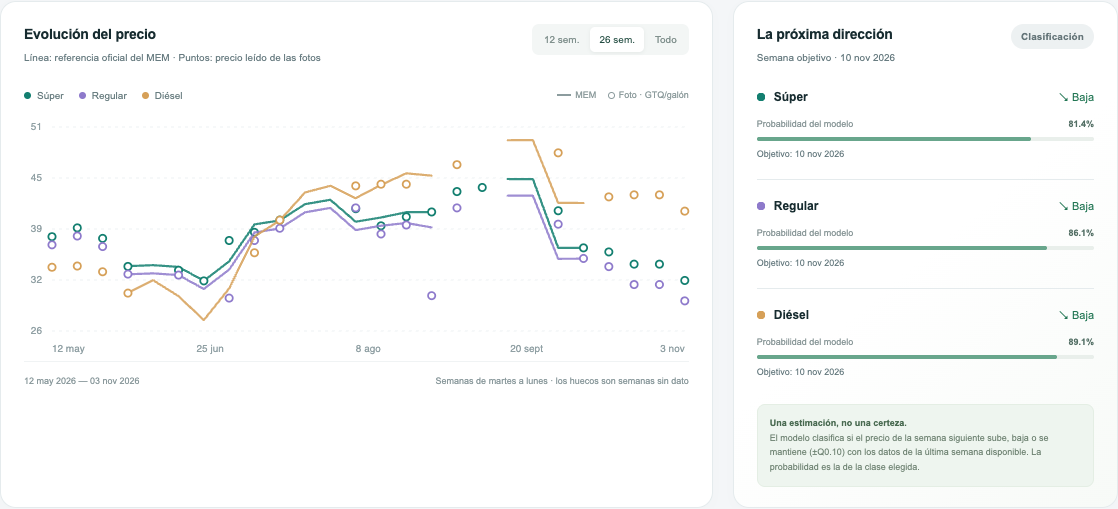 Evolución del precio
12 sem.
26 sem.
Todo
Línea: referencia oficial del MEM · Puntos: precio leído de las fotos
Súper
Regular
Diésel
MEM
Foto · GTQ/galón
51
45
39
32
26
12 may
25 jun
8 ago
20 sept
3 nov
12 may 2026 — 03 nov 2026
Semanas de martes a lunes · los huecos son semanas sin dato
La próxima dirección
Clasificación
Semana objetivo · 10 nov 2026
Súper
↘ Baja
Probabilidad del modelo
81.4%
Objetivo: 10 nov 2026
Regular
↘ Baja
Probabilidad del modelo
86.1%
Objetivo: 10 nov 2026
Diésel
↘ Baja
Probabilidad del modelo
89.1%
Objetivo: 10 nov 2026
Una estimación, no una certeza.
El modelo clasifica si el precio de la semana siguiente sube, baja o se
mantiene (±Q0.10) con los datos de la última semana disponible. La
probabilidad es la de la clase elegida.